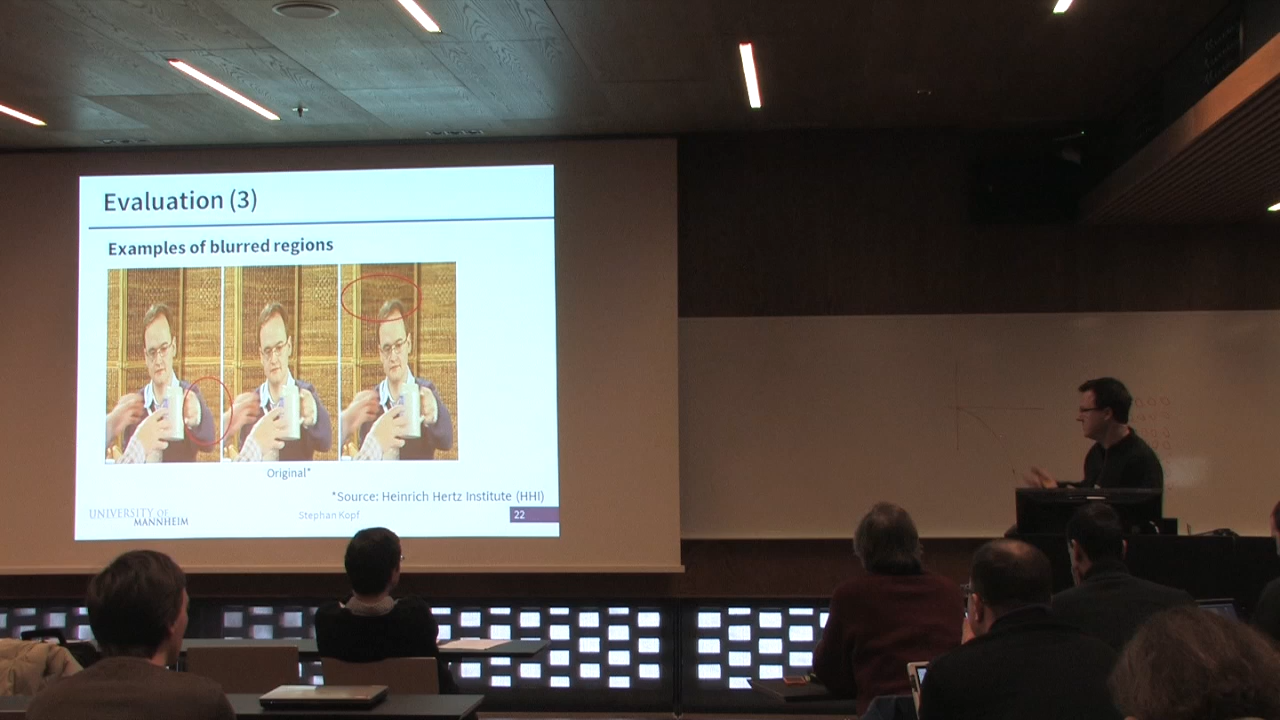 Evaluation (3)
Examples of blurred regions
Original*
*Source: Heinrich Hertz Institute (HHI)
UNIVERSITY OF
MANNHEIM
Stephan Kopf
22